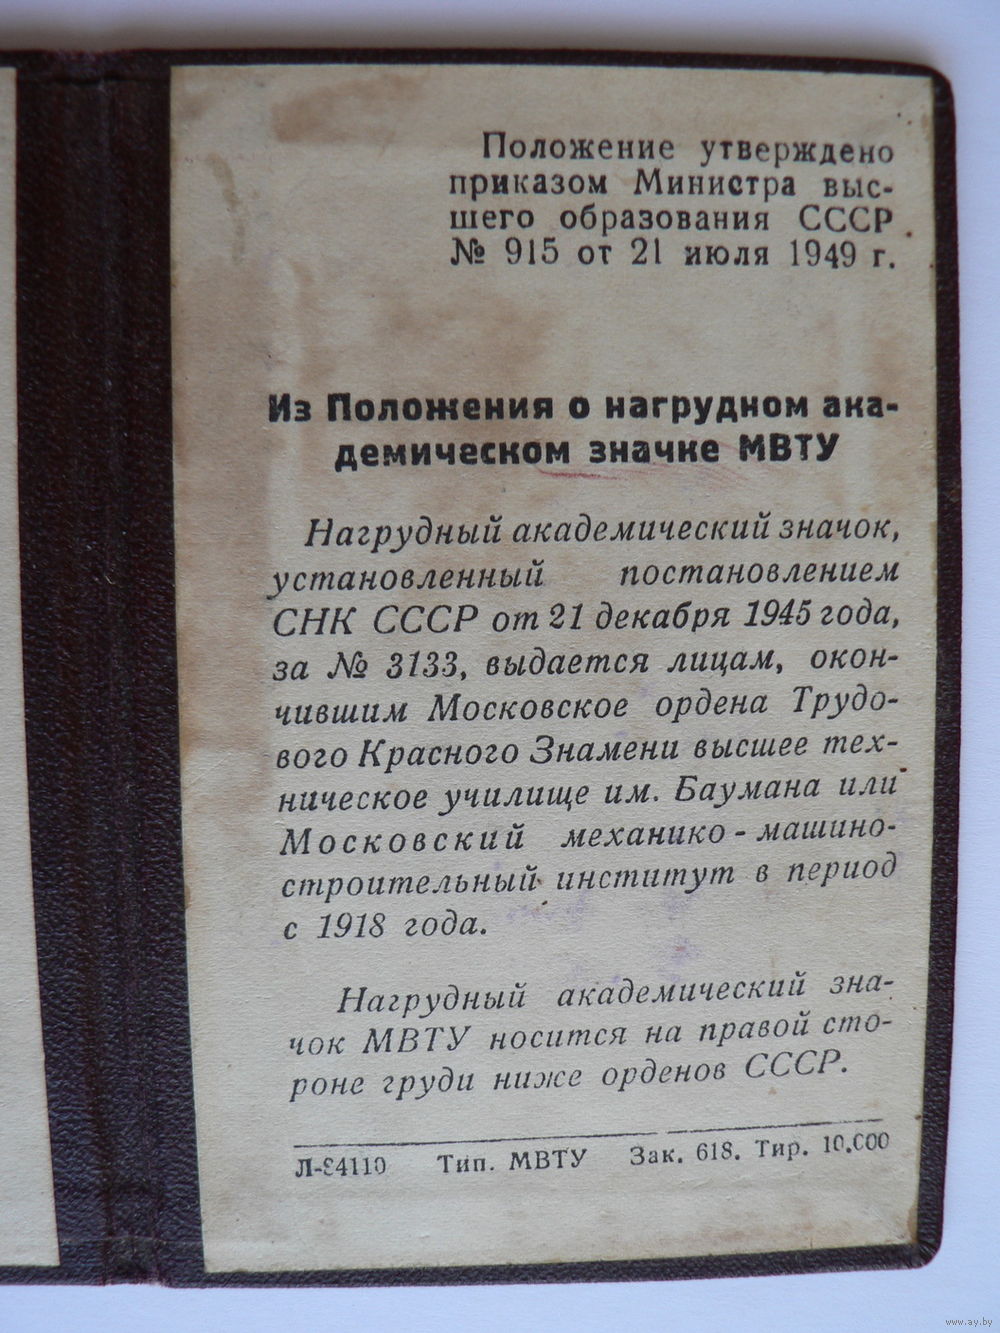 Положение утверждено
приказом Министра выс-
шего образования СССР
№ 915 от 21 июля 1949 г.
Из Положения о нагрудном ака-
демическом значке МВТУ
Нагрудный академический значок,
установленный постановлением
СНК СССР от 21 декабря 1945 года,
за № 3133, выдается лицам, окон-
чившим Московское ордена Трудо-
вого Красного Знамени высшее тех-
ническое училище им. Баумана или
Московский механико-машино-
строительный институт в период
с 1918 года.
Нагрудный академический зна-
чок МВТУ носится на правой сто-
роне груди ниже орденов СССР.
Тип. МВТУ Зак. 618. Тир. 10.000
www.ay.by